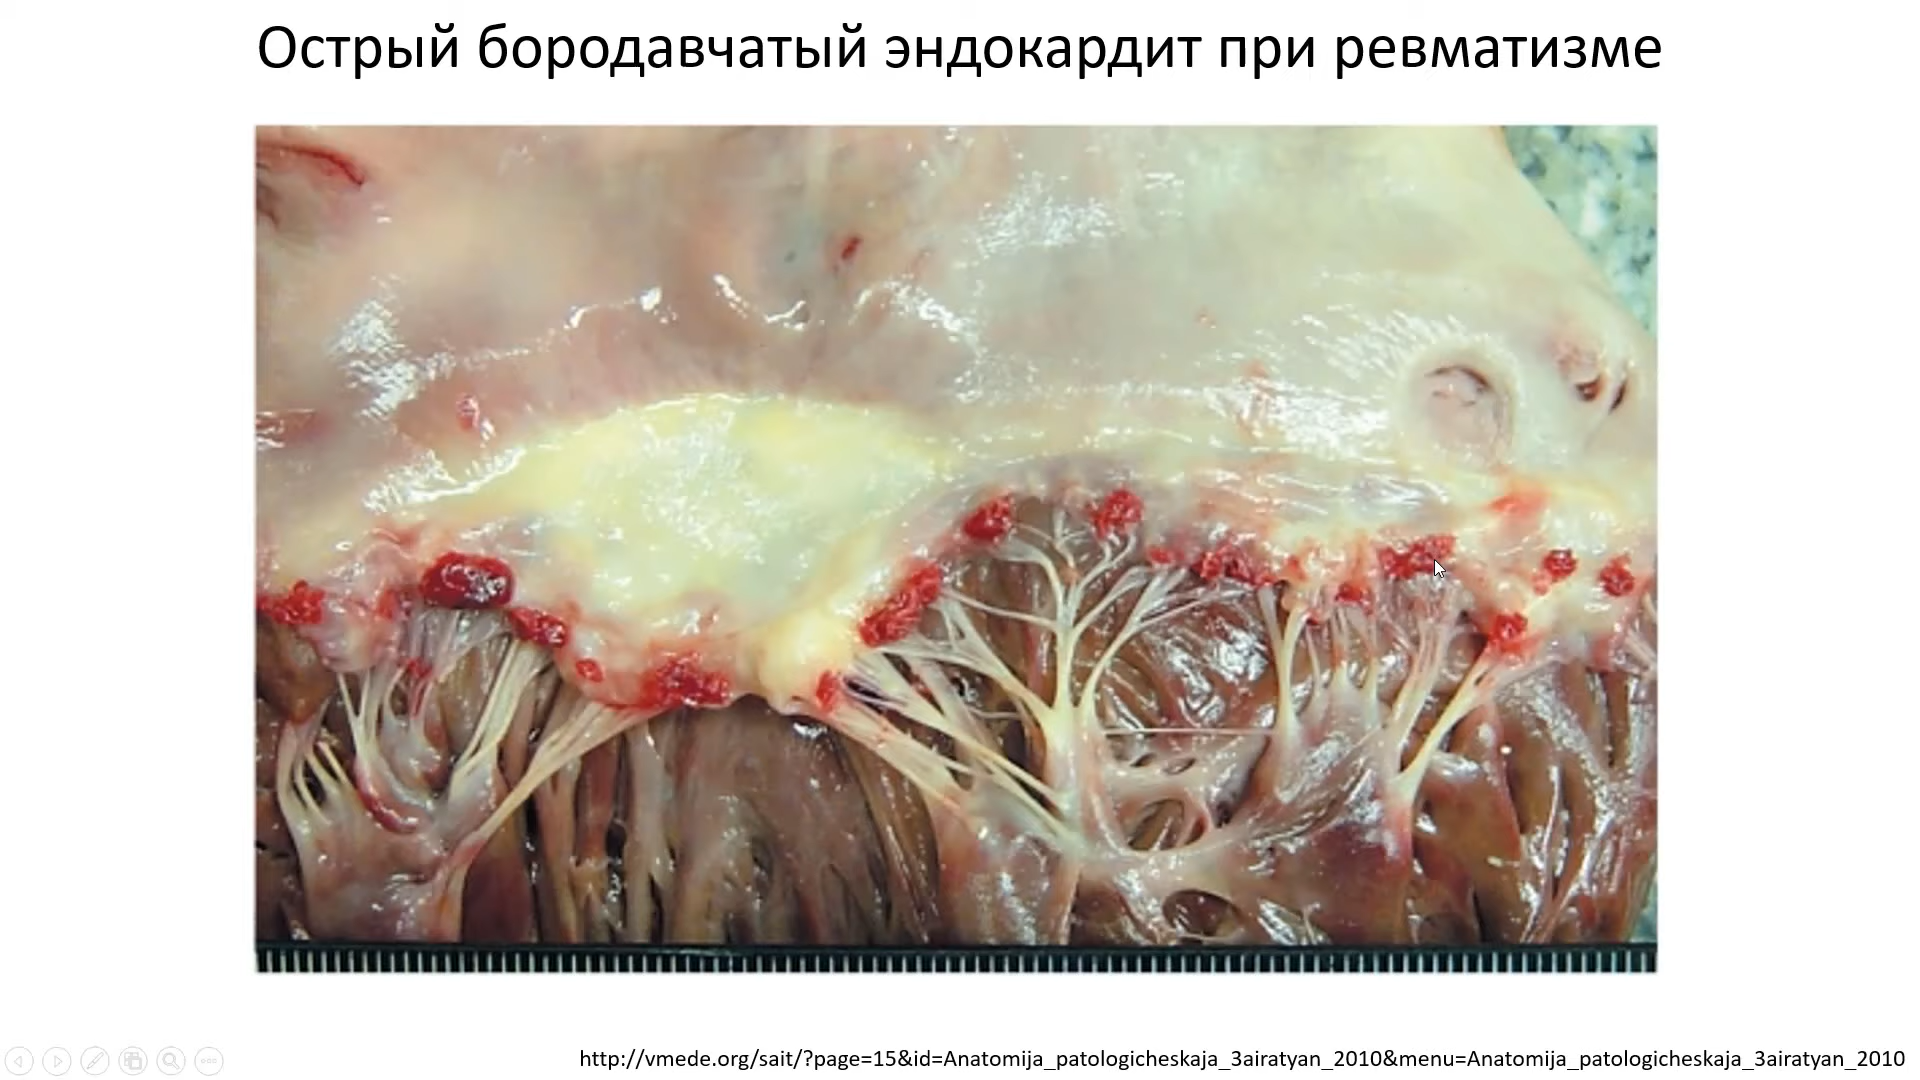 Острый бородавчатый эндокардит при ревматизме
http://vmede.org/sait/?page=15&id=Anatomija_patologicheskaja_3airatyan_2010&menu=Anatomija_patologicheskaja_3airatyan_2010